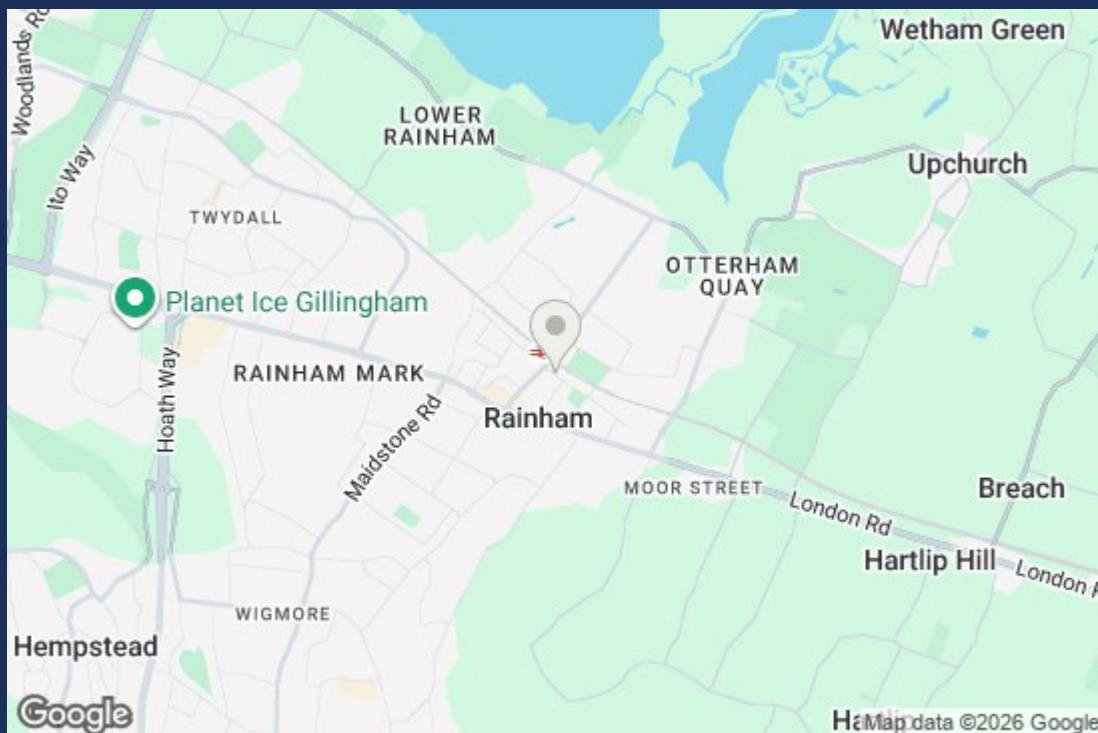 Wetham Green
Woodlands Rd
LOWER
RAINHAM
Upchurch
Ito Way
TWYDALL
OTTERHAM
QUAY
Planet Ice Gillingham
RAINHAM MARK
Hoath Way
Maidstone Rd
Rainham
MOOR STREET
London Rd
Breach
Hartlip Hill
London R
WIGMORE
Hempstead
Google
Map data ©2026 Google